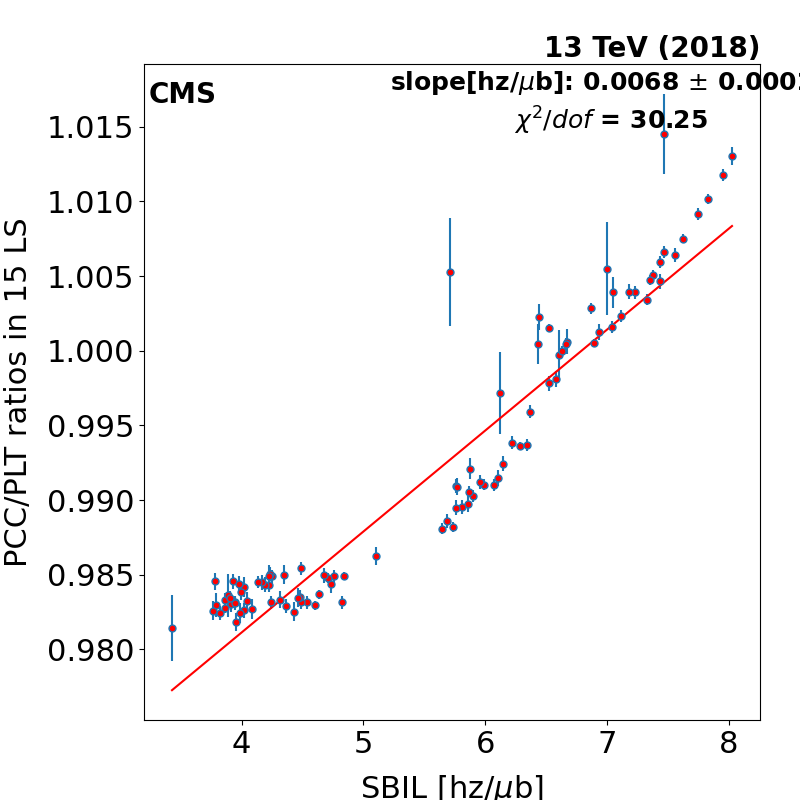 13 TeV (2018)
CMS
slope[hz/μb]: 0.0068 ± 0.000
χ²/dof = 30.25
1.015
1.010
1.005
1.000
0.995
0.990
0.985
0.980
PCC/PLT ratios in 15 LS
4 5 6 7 8
SBIL [hz/μb]